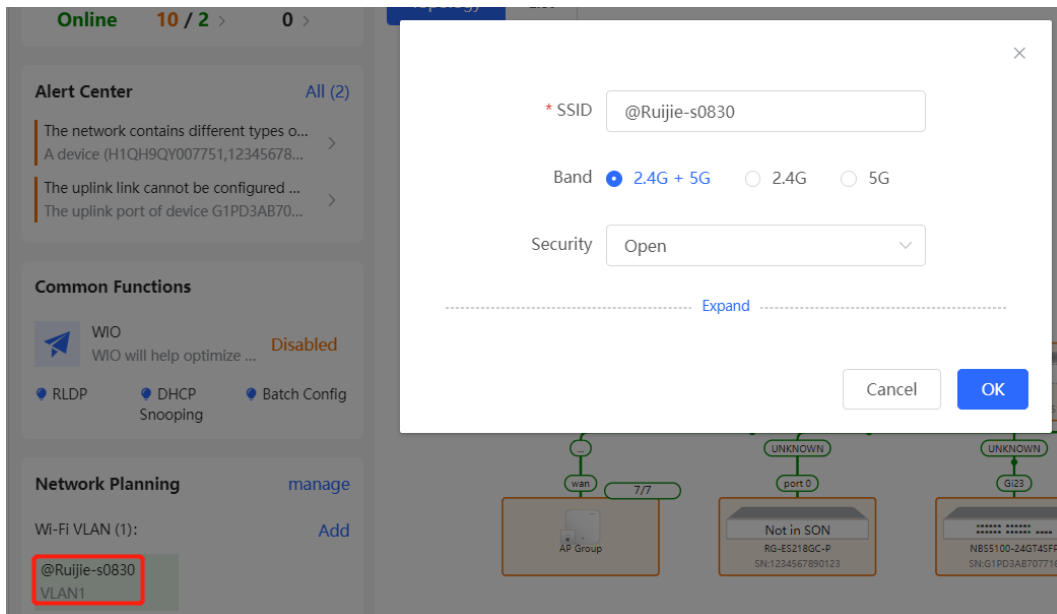 Online 10 / 2 > 0 >
Alert Center All (2)
The network contains different types o...
A device (H1QH9QY007751,12345678...
The uplink link cannot be configured ...
The uplink port of device G1PD3AB70...
Common Functions
WIO
WIO will help optimize ... Disabled
RLDP DHCP Snooping Batch Config
Network Planning manage
Wi-Fi VLAN (1): Add
@Ruijie-s0830
VLAN1
Topology
* SSID @Ruijie-s0830
Band 2.4G + 5G 2.4G 5G
Security Open
Expand
Cancel OK
... UNKNOWN UNKNOWN
wan 7/7 port 0 Gi23
AP Group
Not in SON
RG-ES218GC-P
SN:1234567890123
NBS5100-24GT4SFP
SN:G1PD3AB707716